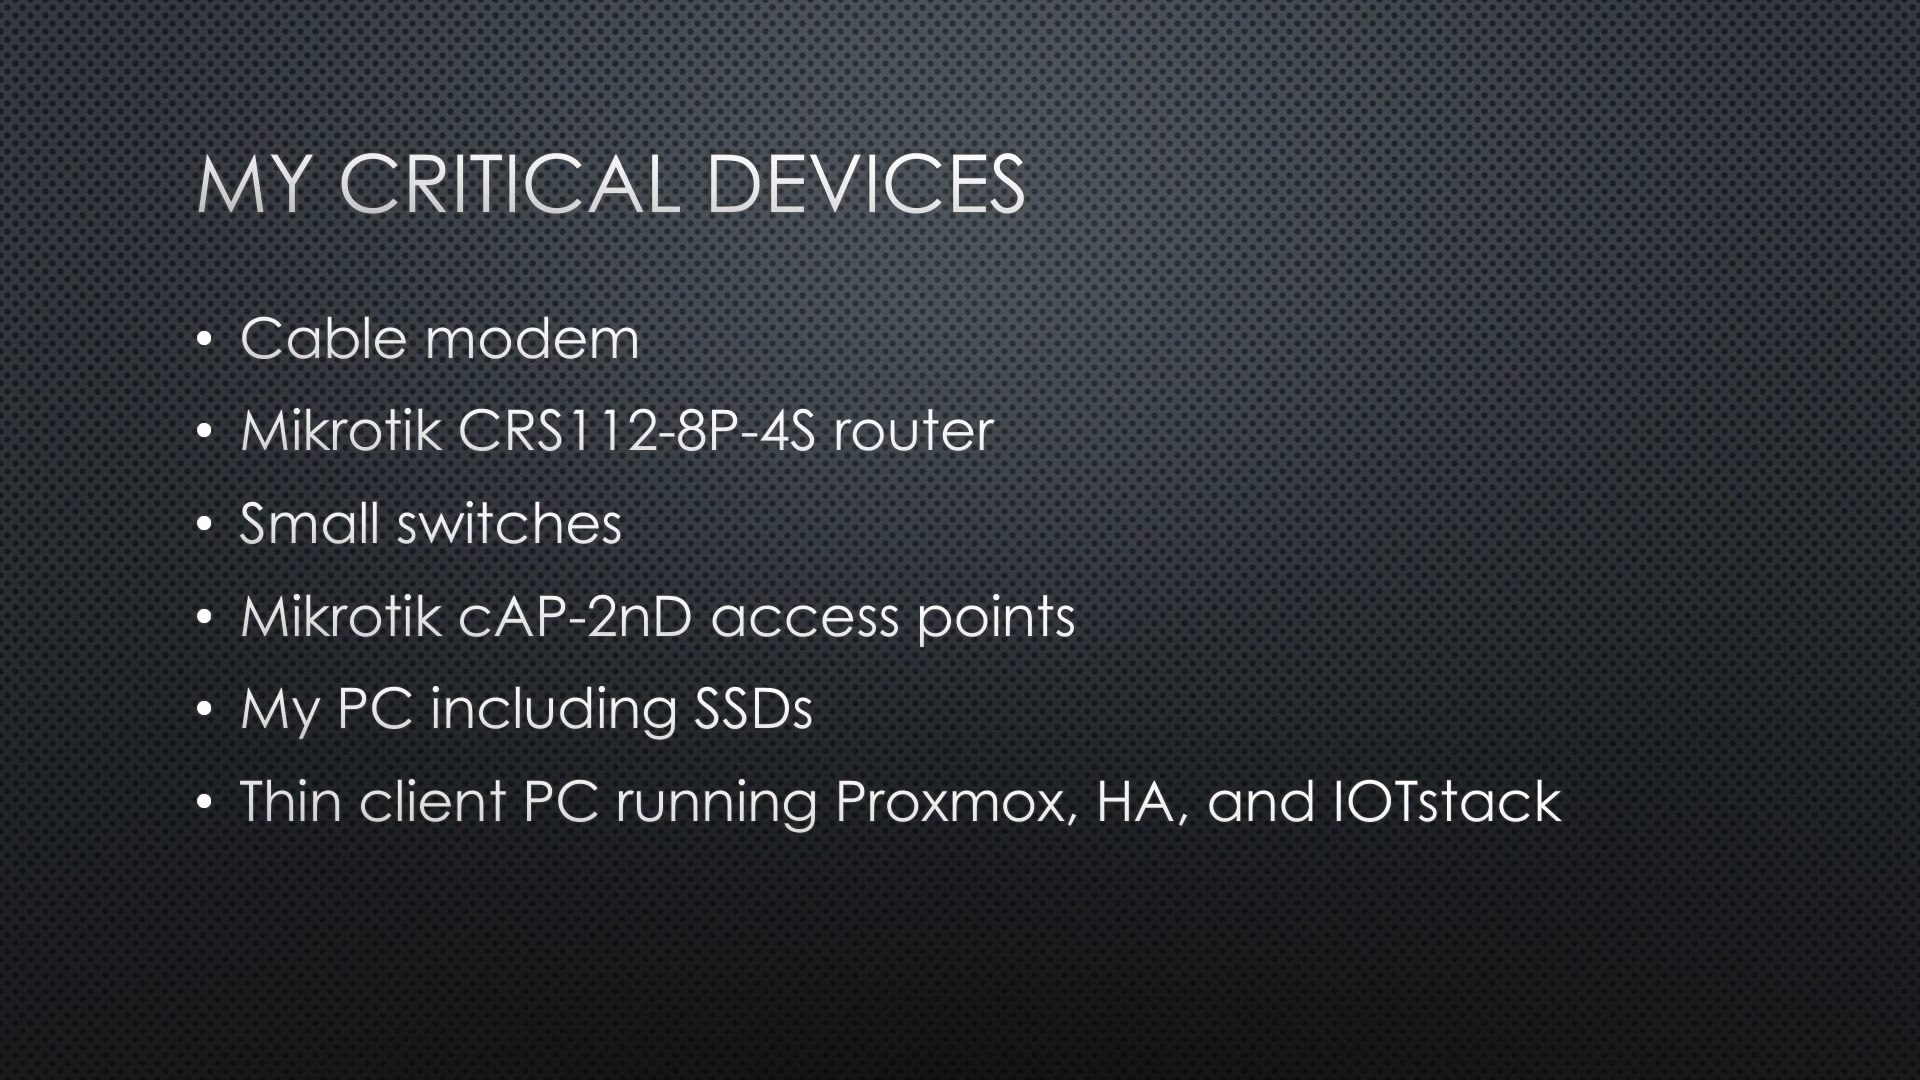 MY CRITICAL DEVICES
• Cable modem
• Mikrotik CRS112-8P-4S router
• Small switches
• Mikrotik cAP-2nD access points
• My PC including SSDs
• Thin client PC running Proxmox, HA, and IOTstack